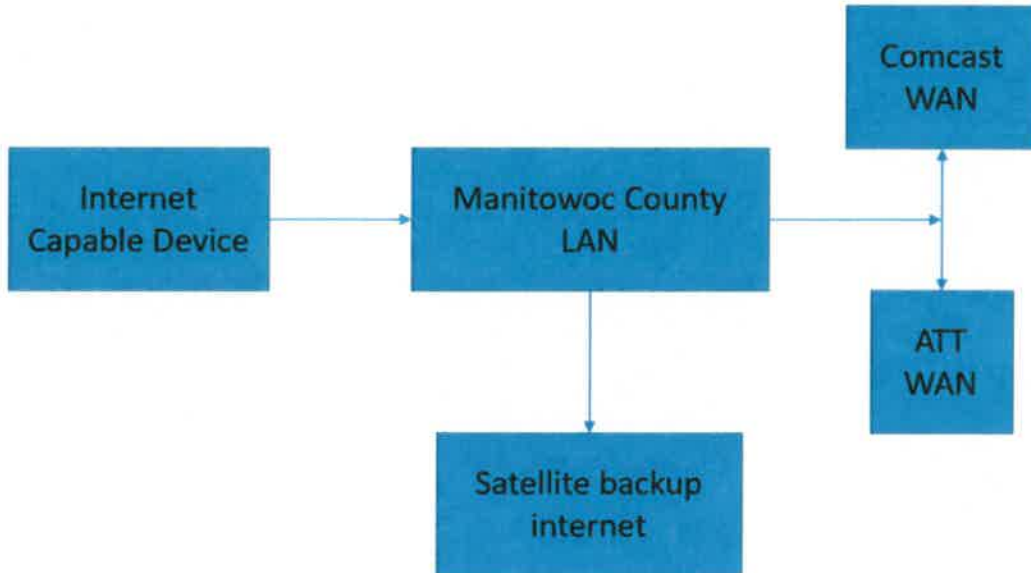 Comcast
WAN
Internet
Capable Device
Manitowoc County
LAN
ATT
WAN
Satellite backup
internet